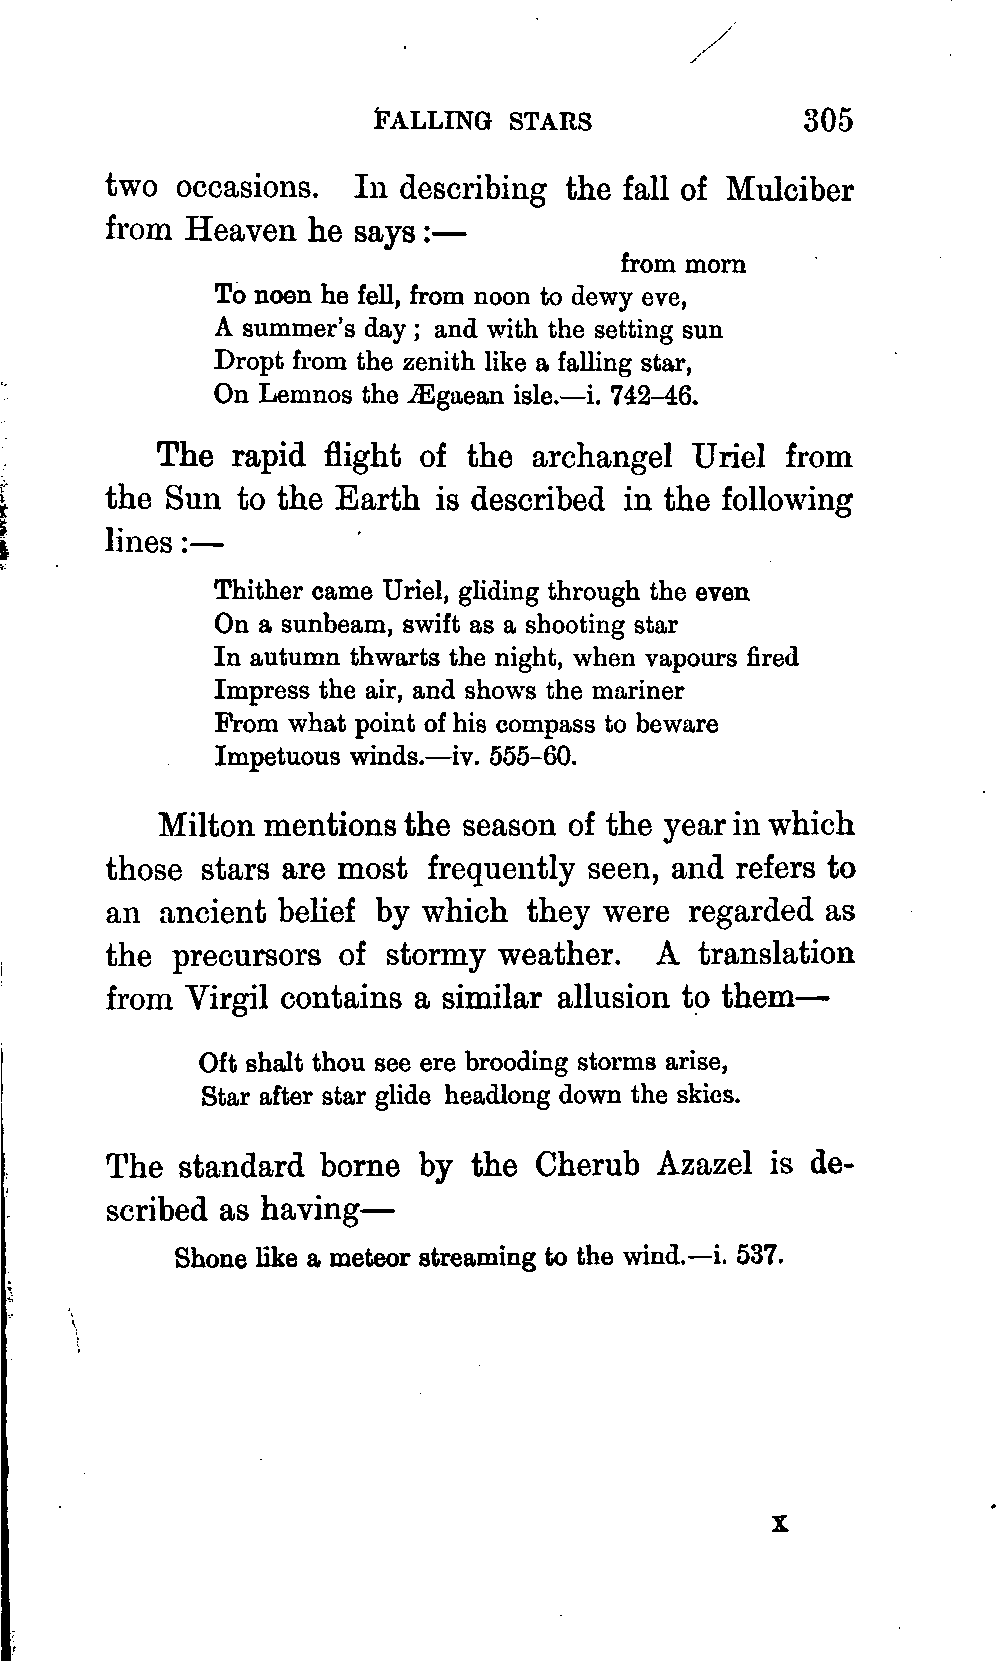 FALLING STARS 305
two occasions. In describing the fall of Mulciber
from Heaven he says :—
from morn
To noon he fell, from noon to dewy eve,
A summer's day ; and with the setting sun
Dropt from the zenith like a falling star,
On Lemnos the Ægaean isle.—i. 742–46.
The rapid flight of the archangel Uriel from
the Sun to the Earth is described in the following
lines :—
Thither came Uriel, gliding through the even
On a sunbeam, swift as a shooting star
In autumn thwarts the night, when vapours fired
Impress the air, and shows the mariner
From what point of his compass to beware
Impetuous winds.—iv. 555–60.
Milton mentions the season of the year in which
those stars are most frequently seen, and refers to
an ancient belief by which they were regarded as
the precursors of stormy weather. A translation
from Virgil contains a similar allusion to them—
Oft shalt thou see ere brooding storms arise,
Star after star glide headlong down the skies.
The standard borne by the Cherub Azazel is de-
scribed as having—
Shone like a meteor streaming to the wind.—i. 537.
X